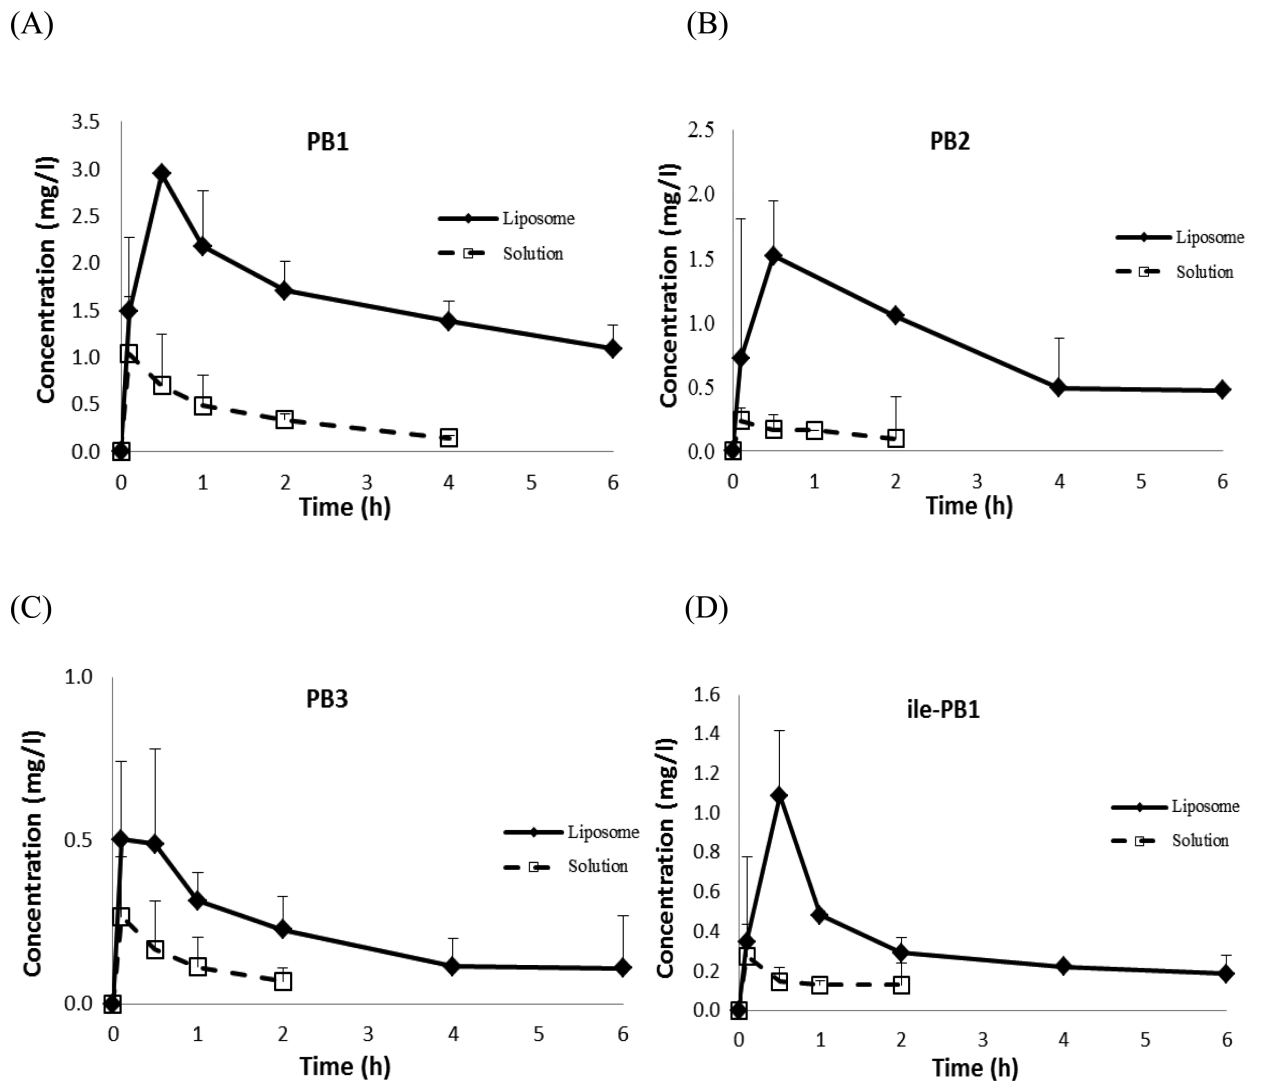 (A)
PB1
Concentration (mg/l)
3.5
3.0
2.5
2.0
1.5
1.0
0.5
0.0
0 1 2 3 4 5 6
Time (h)
Liposome
Solution
(B)
PB2
Concentration (mg/l)
2.5
2.0
1.5
1.0
0.5
0.0
0 1 2 3 4 5 6
Time (h)
Liposome
Solution
(C)
PB3
Concentration (mg/l)
1.0
0.5
0.0
0 1 2 3 4 5 6
Time (h)
Liposome
Solution
(D)
ile-PB1
Concentration (mg/l)
1.6
1.4
1.2
1.0
0.8
0.6
0.4
0.2
0.0
0 1 2 3 4 5 6
Time (h)
Liposome
Solution